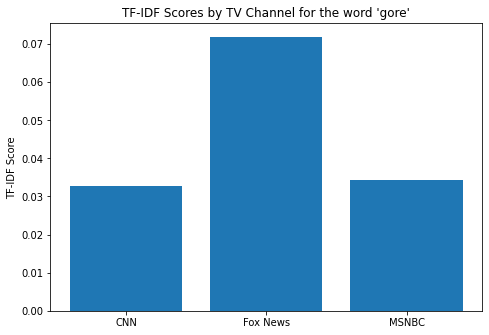 TF-IDF Scores by TV Channel for the word 'gore'
TF-IDF Score
0.07
0.06
0.05
0.04
0.03
0.02
0.01
0.00
CNN
Fox News
MSNBC